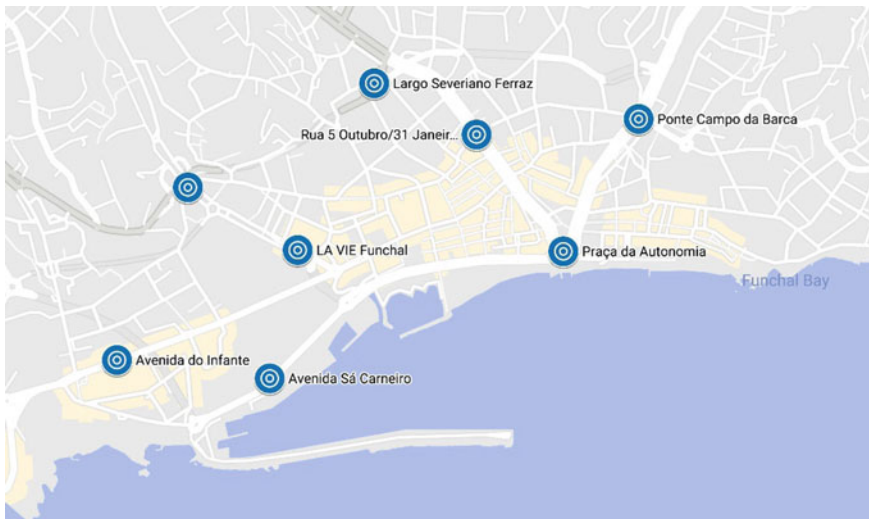 Largo Severiano Ferraz
Ponte Campo da Barca
Rua 5 Outubro/31 Janeir...
LA VIE Funchal
Praça da Autonomia
Funchal Bay
Avenida do Infante
Avenida Sá Carneiro